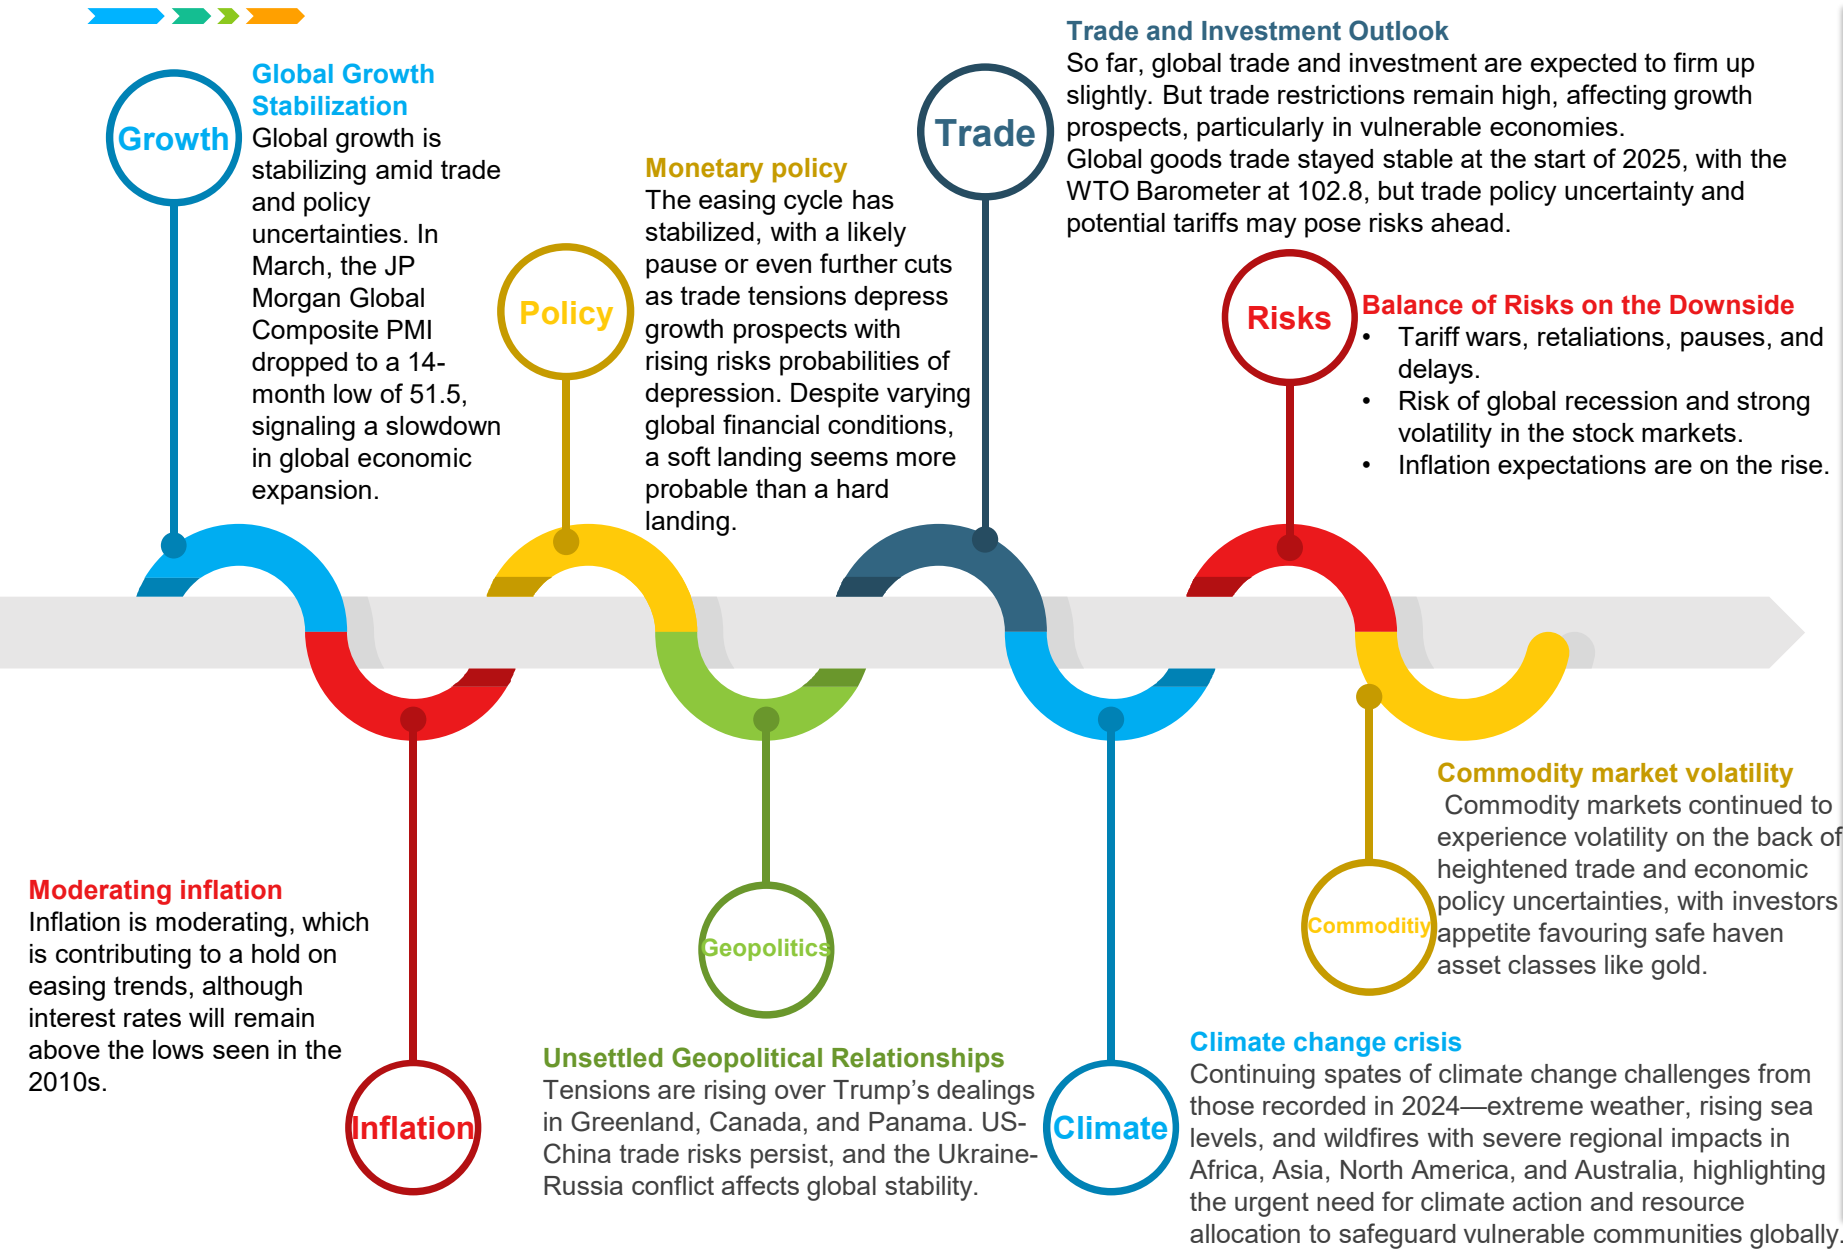 Growth
Global Growth
Stabilization
Global growth is
stabilizing amid trade
and policy
uncertainties. In
March, the JP
Morgan Global
Composite PMI
dropped to a 14-
month low of 51.5,
signaling a slowdown
in global economic
expansion.
Policy
Monetary policy
The easing cycle has
stabilized, with a likely
pause or even further cuts
as trade tensions depress
growth prospects with
rising risks probabilities of
depression. Despite varying
global financial conditions,
a soft landing seems more
probable than a hard
landing.
Trade
Trade and Investment Outlook
So far, global trade and investment are expected to firm up
slightly. But trade restrictions remain high, affecting growth
prospects, particularly in vulnerable economies.
Global goods trade stayed stable at the start of 2025, with the
WTO Barometer at 102.8, but trade policy uncertainty and
potential tariffs may pose risks ahead.
Risks
Balance of Risks on the Downside
• Tariff wars, retaliations, pauses, and
delays.
• Risk of global recession and strong
volatility in the stock markets.
• Inflation expectations are on the rise.
Moderating inflation
Inflation is moderating, which
is contributing to a hold on
easing trends, although
interest rates will remain
above the lows seen in the
2010s.
Inflation
Geopolitics
Unsettled Geopolitical Relationships
Tensions are rising over Trump’s dealings
in Greenland, Canada, and Panama. US-
China trade risks persist, and the Ukraine-
Russia conflict affects global stability.
Climate
Climate change crisis
Continuing spates of climate change challenges from
those recorded in 2024—extreme weather, rising sea
levels, and wildfires with severe regional impacts in
Africa, Asia, North America, and Australia, highlighting
the urgent need for climate action and resource
allocation to safeguard vulnerable communities globally.
Commoditiy
Commodity market volatility
Commodity markets continued to
experience volatility on the back of
heightened trade and economic
policy uncertainties, with investors
appetite favouring safe haven
asset classes like gold.